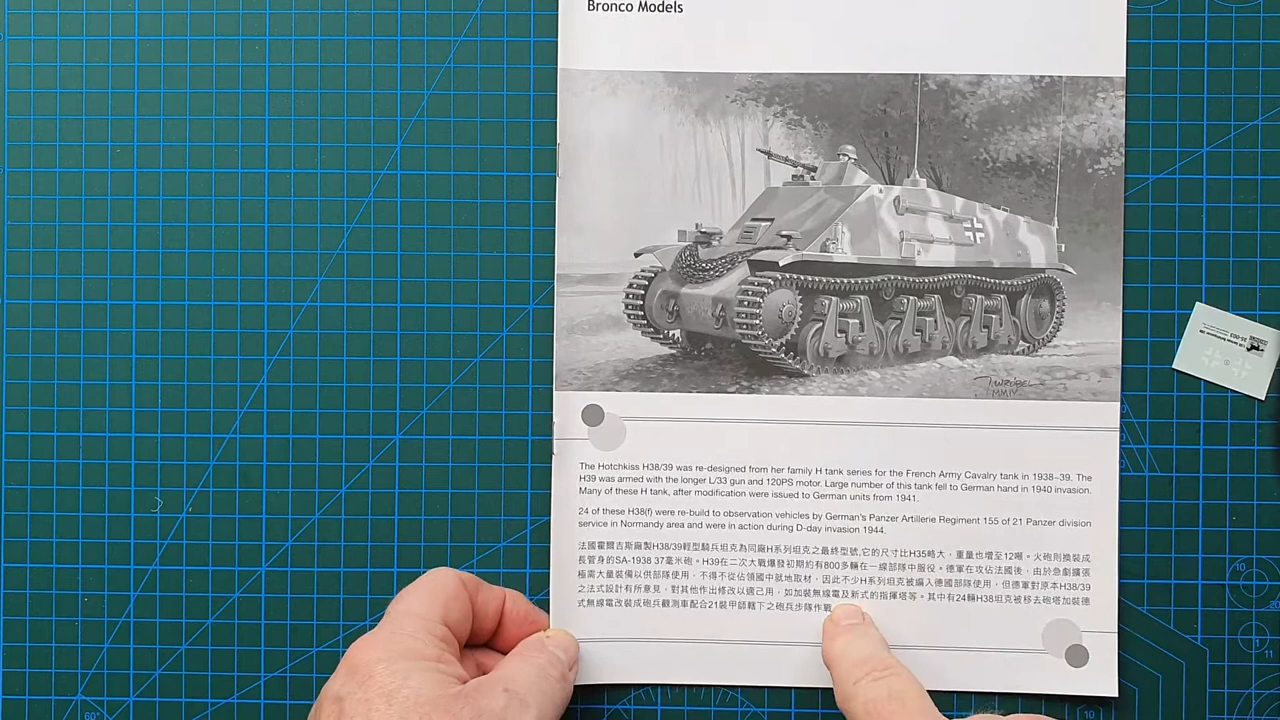 Bronco Models
J. WRÓBEL
MMIV
The Hotchkiss H38/39 was re-designed from her family H tank series for the French Army Cavalry tank in 1938~39. The
H39 was armed with the longer L/33 gun and 120PS motor. Large number of this tank fell to German hand in 1940 invasion.
Many of these H tank, after modification were issued to German units from 1941.
24 of these H38(f) were re-build to observation vehicles by German's Panzer Artillerie Regiment 155 of 21 Panzer division
service in Normandy area and were in action during D-day invasion 1944.
法國霍爾吉斯廠製H38/39輕型騎兵坦克為同廠H系列坦克之最終型號,它的尺寸比H35略大，重量也增至12噸。火砲則換裝成
長管身的SA-1938 37毫米砲。H39在二次大戰爆發初期約有800多輛在一線部隊中服役。德軍在攻佔法國後，由於急劇擴張
極需大量裝備以供部隊使用，不得不從佔領國中就地取材，因此不少H系列坦克被編入德國部隊使用，但德軍對原本H38/39
之法式設計有所意見，對其他作出修改以適己用，如加裝無線電及新式的指揮塔等。其中有24輛H38坦克被移去砲塔加裝德
式無線電改裝成砲兵觀測車配合21裝甲師轄下之砲兵步隊作戰
35-003
10
11
60°
10